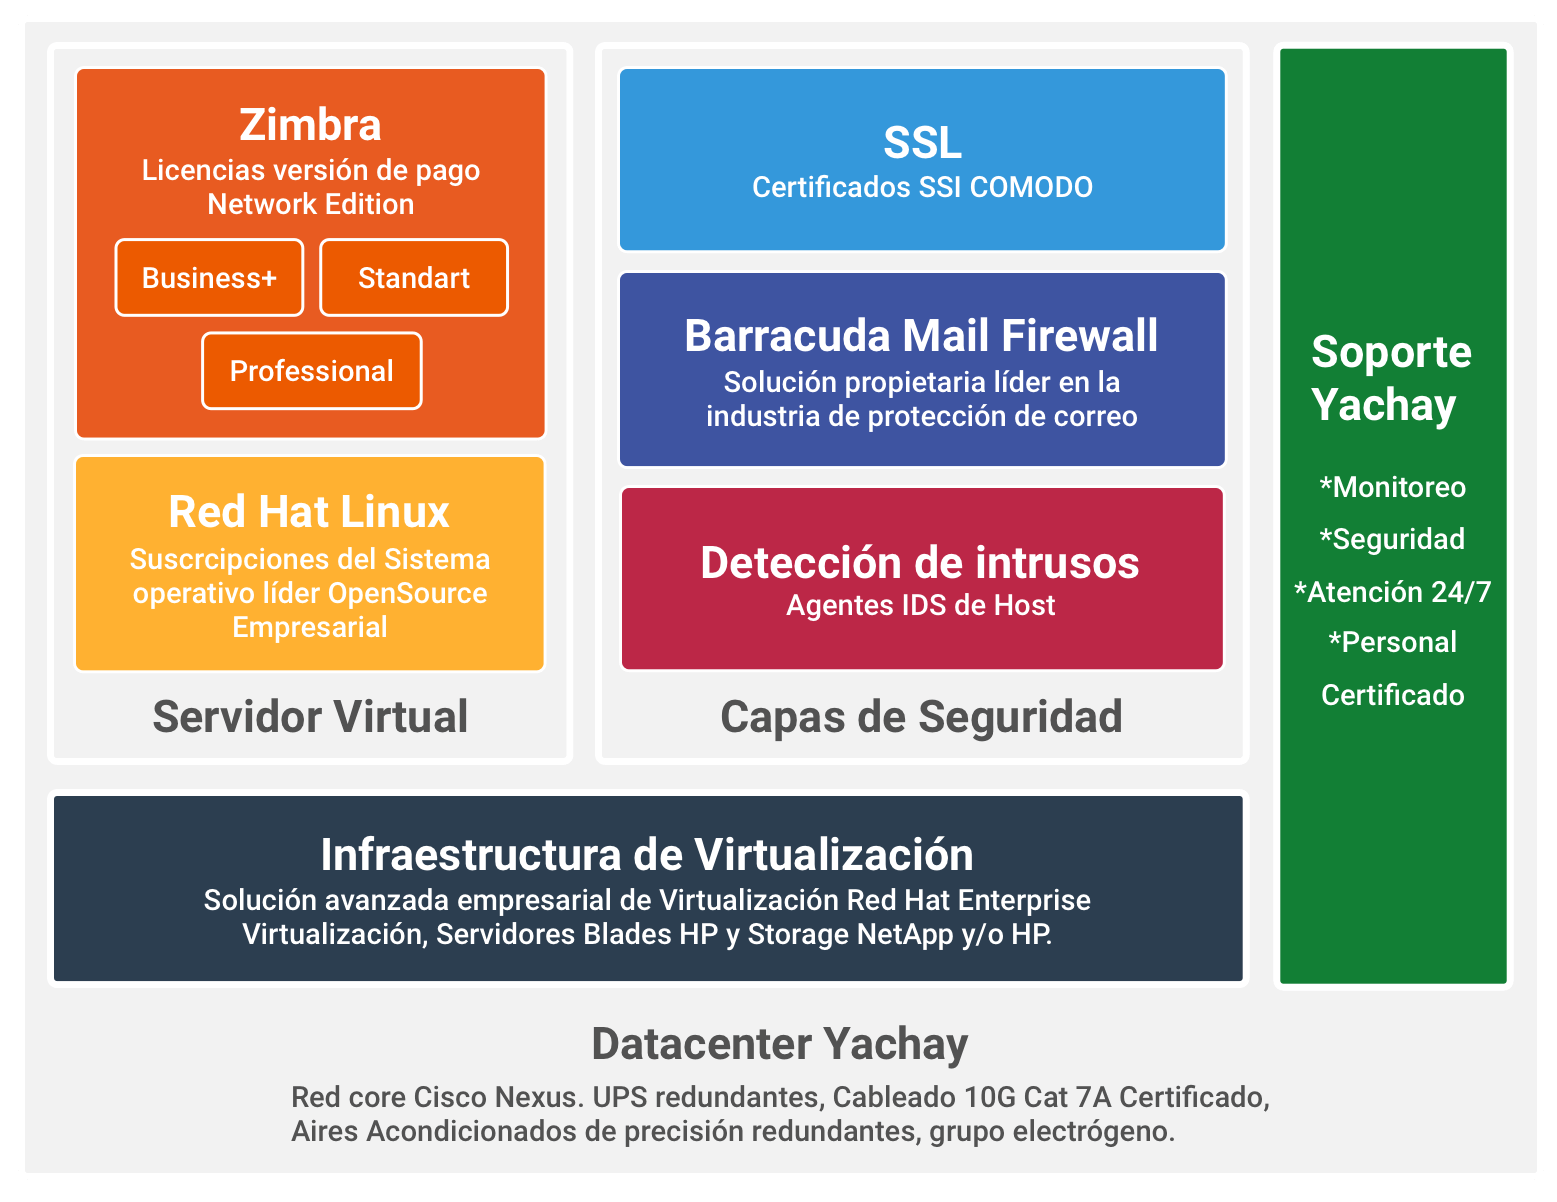 Zimbra
Licencias versión de pago
Network Edition
Business+
Standart
Professional
Red Hat Linux
Suscrcipciones del Sistema
operativo líder OpenSource
Empresarial
Servidor Virtual
SSL
Certificados SSI COMODO
Barracuda Mail Firewall
Solución propietaria líder en la
industria de protección de correo
Detección de intrusos
Agentes IDS de Host
Capas de Seguridad
Soporte
Yachay
*Monitoreo
*Seguridad
*Atención 24/7
*Personal
Certificado
Infraestructura de Virtualización
Solución avanzada empresarial de Virtualización Red Hat Enterprise
Virtualización, Servidores Blades HP y Storage NetApp y/o HP.
Datacenter Yachay
Red core Cisco Nexus. UPS redundantes, Cableado 10G Cat 7A Certificado,
Aires Acondicionados de precisión redundantes, grupo electrógeno.